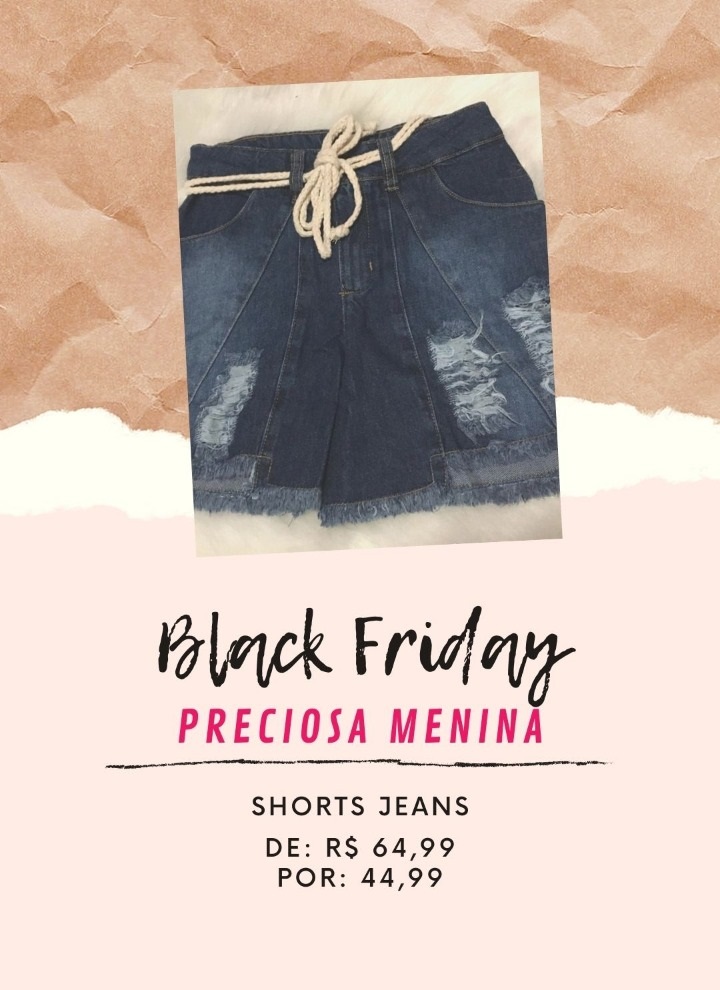 Black Friday
PRECIOSA MENINA
SHORTS JEANS
DE: R$ 64,99
POR: 44,99